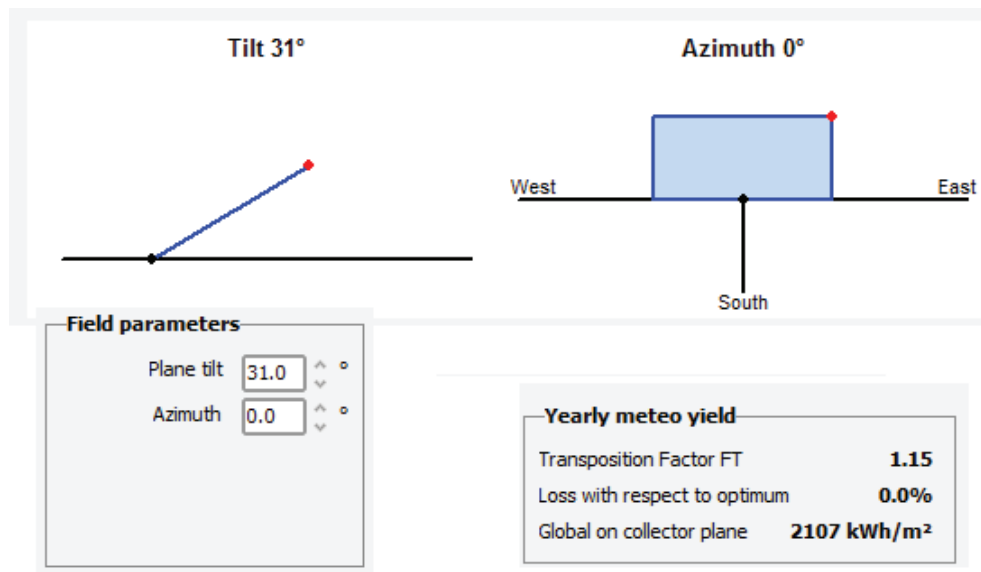 Tilt 31°
Azimuth 0°
West
East
South
Field parameters
Plane tilt 31.0 °
Azimuth 0.0 °
Yearly meteo yield
Transposition Factor FT 1.15
Loss with respect to optimum 0.0%
Global on collector plane 2107 kWh/m²